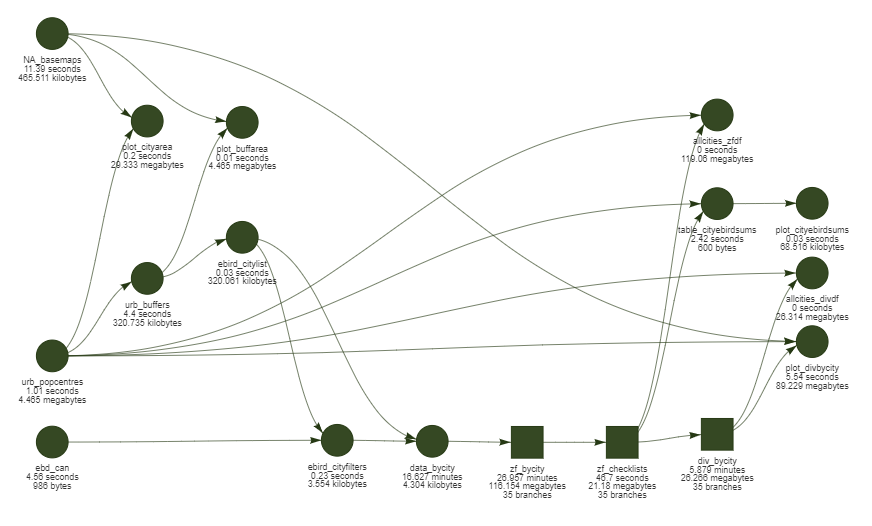 NA_basemaps
11.39 seconds
465.511 kilobytes
plot_cityarea
0.2 seconds
29.333 megabytes
plot_buffarea
0.01 seconds
4.465 megabytes
allcities_zfdf
0 seconds
119.06 megabytes
table_citybirdsums
2.42 seconds
600 bytes
plot_citybirdsums
0.03 seconds
68.516 kilobytes
ebird_citylist
0.03 seconds
320.061 kilobytes
urb_buffers
4.4 seconds
320.735 kilobytes
allcities_divdf
0 seconds
26.314 megabytes
urb_popcentres
1.01 seconds
4.465 megabytes
plot_divbycity
5.54 seconds
89.229 megabytes
ebd_can
4.56 seconds
986 bytes
ebird_cityfilters
0.23 seconds
3.554 kilobytes
data_bycity
16.627 minutes
4.304 kilobytes
zf_bycity
26.957 minutes
116.154 megabytes
35 branches
zf_checklists
46.7 seconds
21.18 megabytes
35 branches
div_bycity
5.879 minutes
26.266 megabytes
35 branches